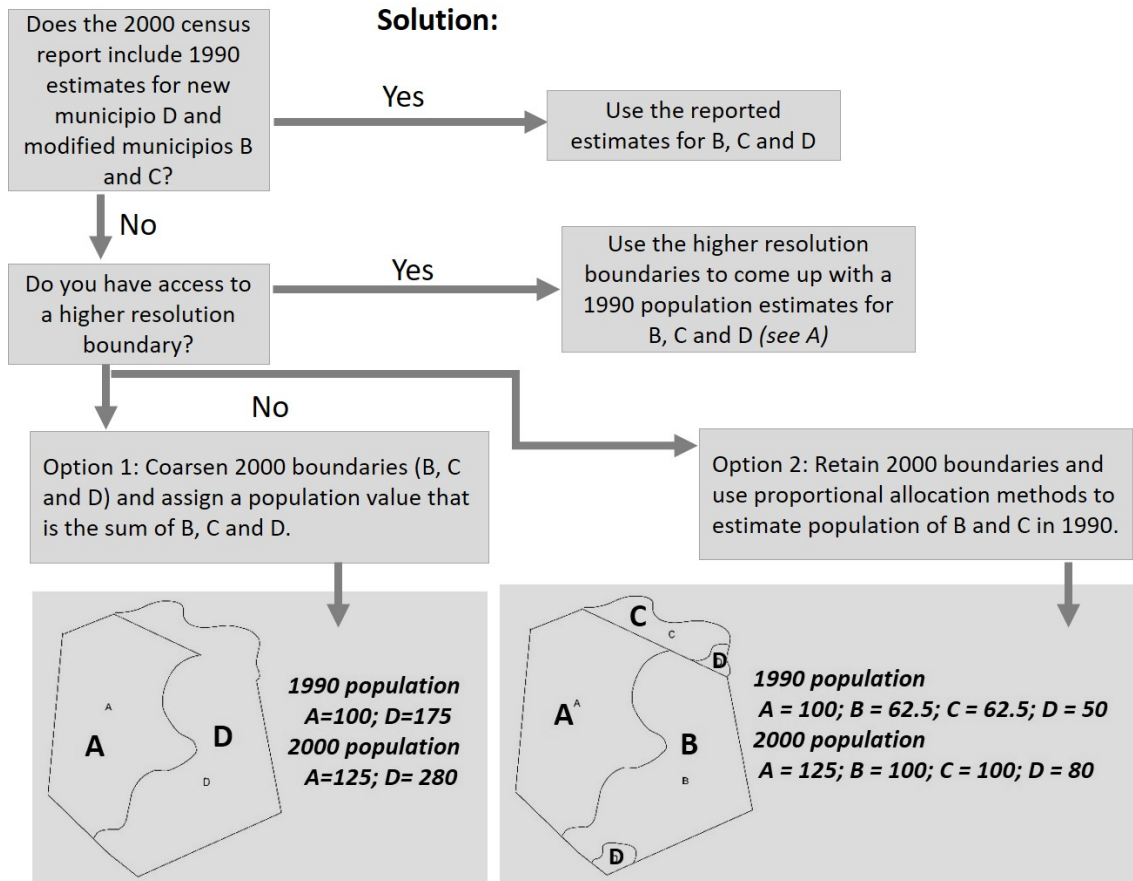 Solution:
Does the 2000 census
report include 1990
estimates for new
municipio D and
modified municipios B
and C?
Yes
Use the reported
estimates for B, C and D
No
Do you have access to
a higher resolution
boundary?
Yes
Use the higher resolution
boundaries to come up with a
1990 population estimates for
B, C and D (see A)
No
Option 1: Coarsen 2000 boundaries (B, C
and D) and assign a population value that
is the sum of B, C and D.
Option 2: Retain 2000 boundaries and
use proportional allocation methods to
estimate population of B and C in 1990.
A
A
D
D
1990 population
A=100; D=175
2000 population
A=125; D= 280
C
C
D
A
A
B
B
D
1990 population
A = 100; B = 62.5; C = 62.5; D = 50
2000 population
A = 125; B = 100; C = 100; D = 80